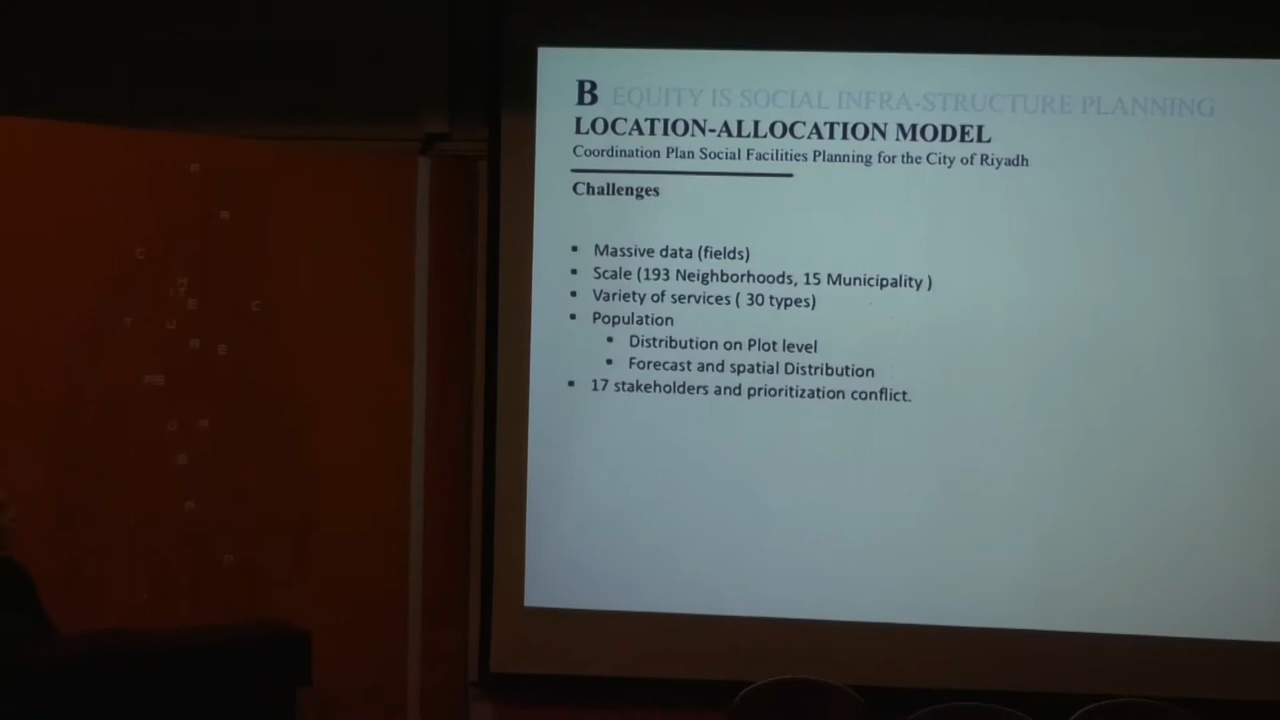 B EQUITY IS SOCIAL INFRA-STRUCTURE PLANNING
LOCATION-ALLOCATION MODEL
Coordination Plan Social Facilities Planning for the City of Riyadh
Challenges
▪ Massive data (fields)
▪ Scale (193 Neighborhoods, 15 Municipality )
▪ Variety of services ( 30 types)
▪ Population
▪ Distribution on Plot level
▪ Forecast and spatial Distribution
▪ 17 stakeholders and prioritization conflict.